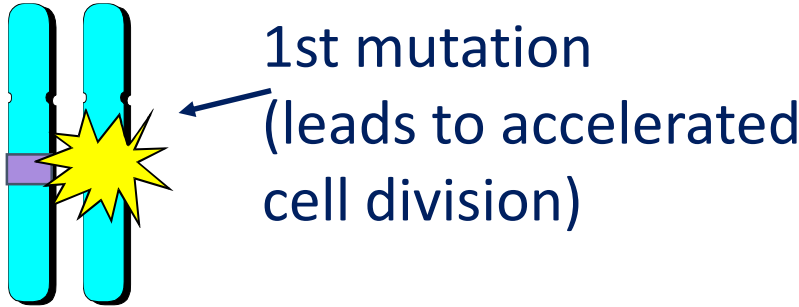 1st mutation
(leads to accelerated
cell division)